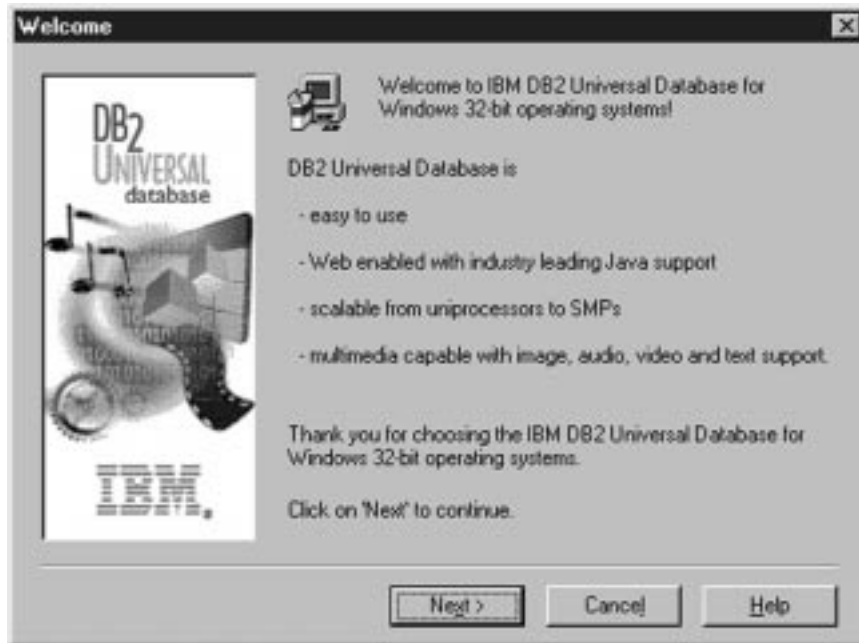 Welcome
DB2
UNIVERSAL
database
IBM.
Welcome to IBM DB2 Universal Database for
Windows 32-bit operating systems!
DB2 Universal Database is
- easy to use
- Web enabled with industry leading Java support
- scalable from uniprocessors to SMPs
- multimedia capable with image, audio, video and text support.
Thank you for choosing the IBM DB2 Universal Database for
Windows 32-bit operating systems.
Click on 'Next' to continue.
Next >
Cancel
Help